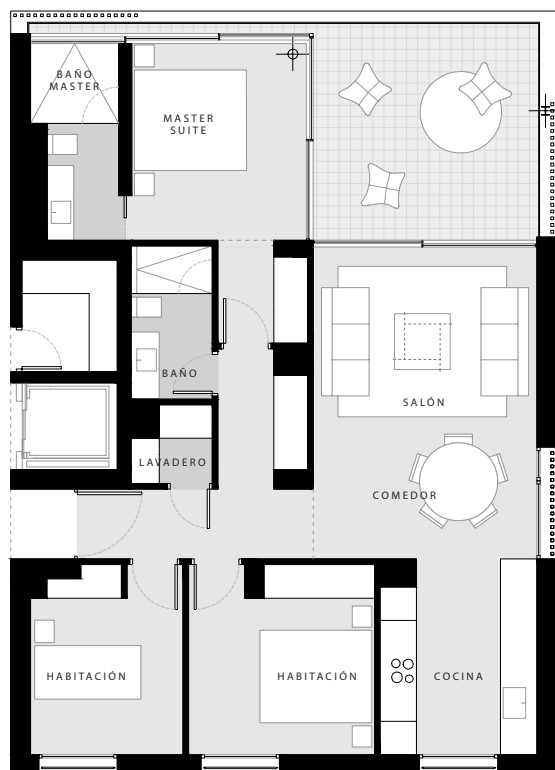 BAÑO
MASTER
MASTER
SUITE
BAÑO
SALÓN
LAVADERO
COMEDOR
HABITACIÓN
HABITACIÓN
COCINA